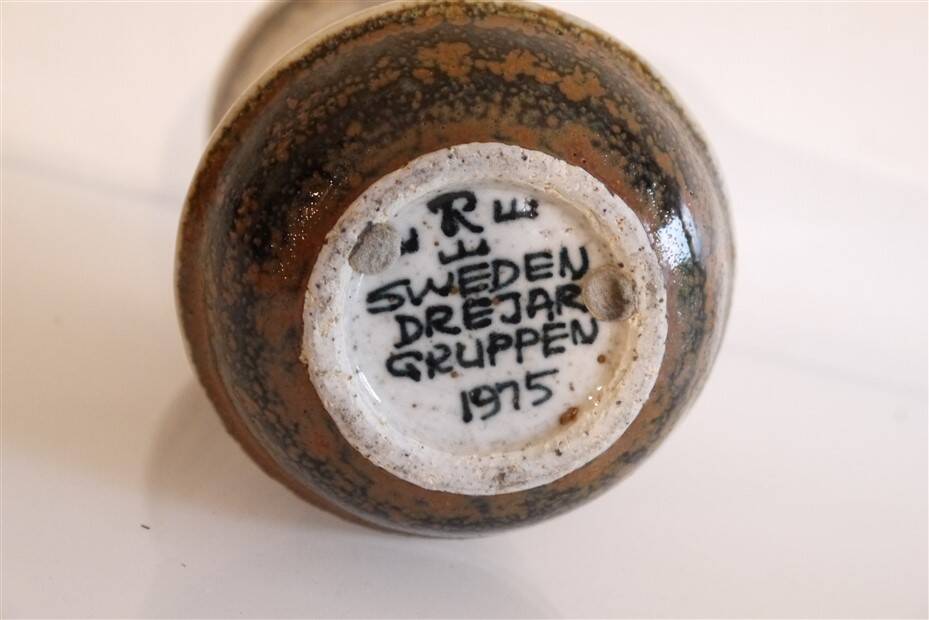 R
SWEDEN
DREJAR
GRUPPEN
1975